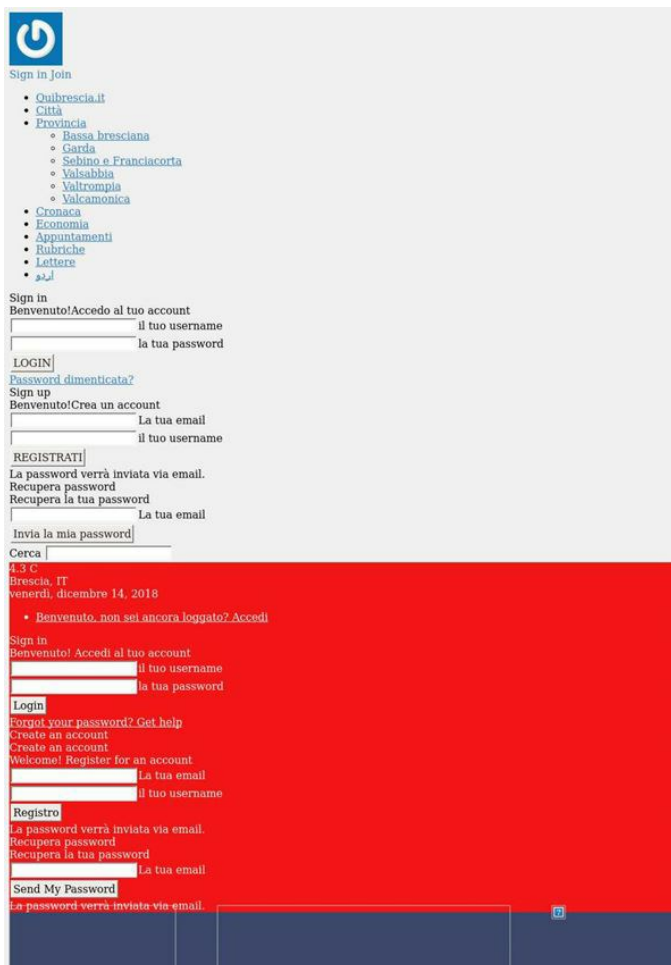 Sign in Join
Quibrescia.it
Città
Provincia
Bassa bresciana
Garda
Sebino e Franciacorta
Valsabbia
Valtrompia
Valcamonica
Cronaca
Economia
Appuntamenti
Rubriche
Lettere
اردو
Sign in
Benvenuto!Accedo al tuo account
il tuo username
la tua password
LOGIN
Password dimenticata?
Sign up
Benvenuto!Crea un account
La tua email
il tuo username
REGISTRATI
La password verrà inviata via email.
Recupera password
Recupera la tua password
La tua email
Invia la mia password
Cerca
4.3 C
Brescia, IT
venerdì, dicembre 14, 2018
Benvenuto, non sei ancora loggato? Accedi
Sign in
Benvenuto! Accedi al tuo account
il tuo username
la tua password
Login
Forgot your password? Get help
Create an account
Create an account
Welcome! Register for an account
La tua email
il tuo username
Registro
La password verrà inviata via email.
Recupera password
Recupera la tua password
La tua email
Send My Password
La password verrà inviata via email.
?